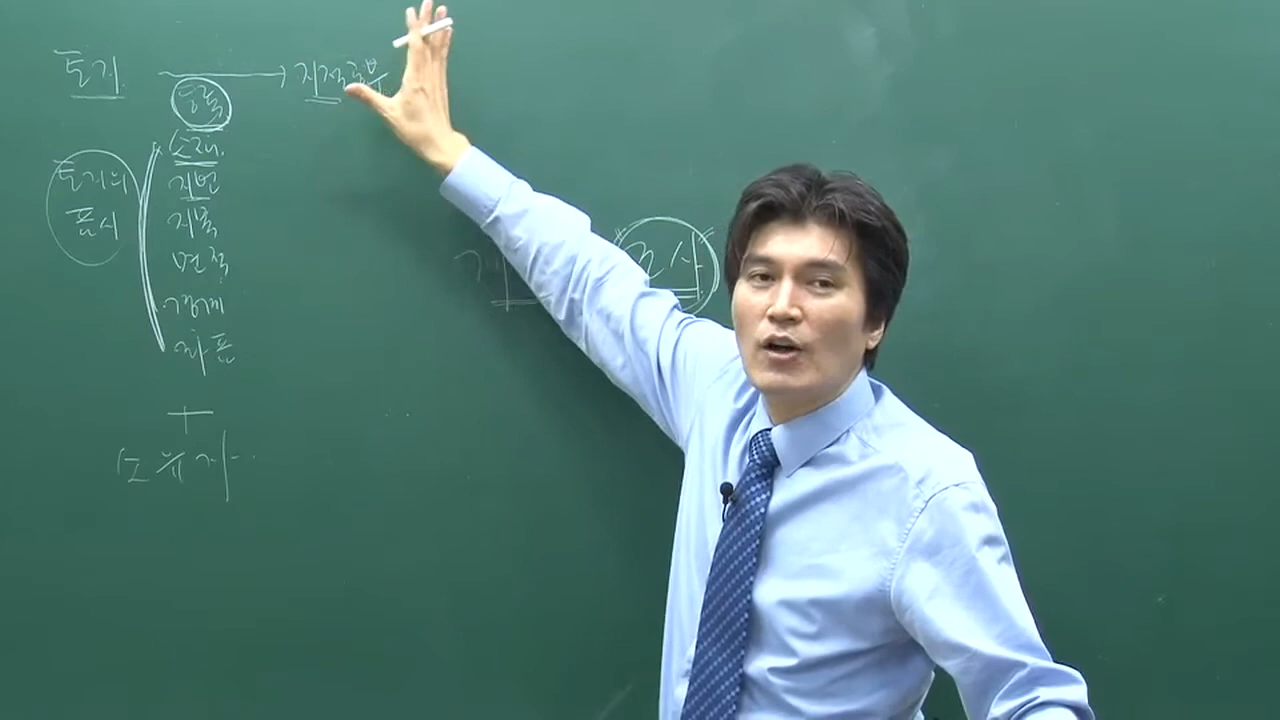 토지 → 지적공부
등록
소재.
토지의 지번
표시 지목
면적
경계
좌표
+
소유자
조사